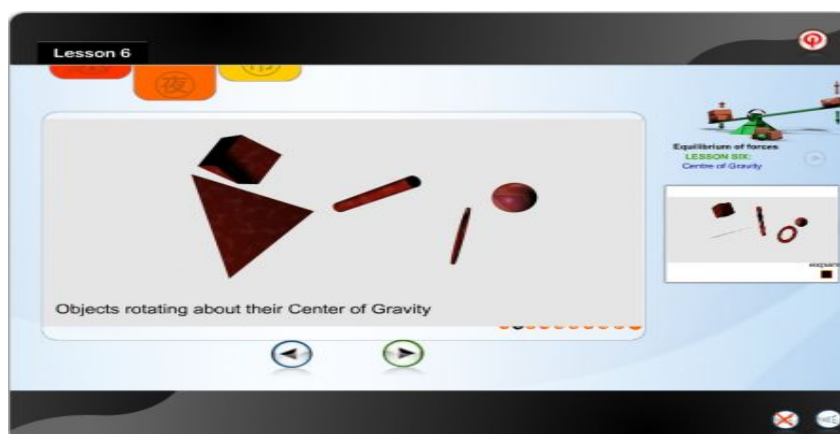 Lesson 6
夜
Equilibrium of forces
LESSON SIX:
Centre of Gravity
Objects rotating about their Center of Gravity